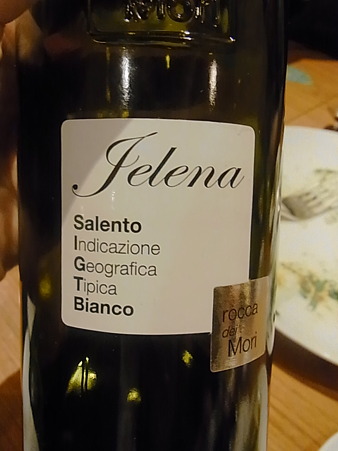 Jelena
Salento
Indicazione
Geografica
Tipica
Bianco
rocca
dei
Mori